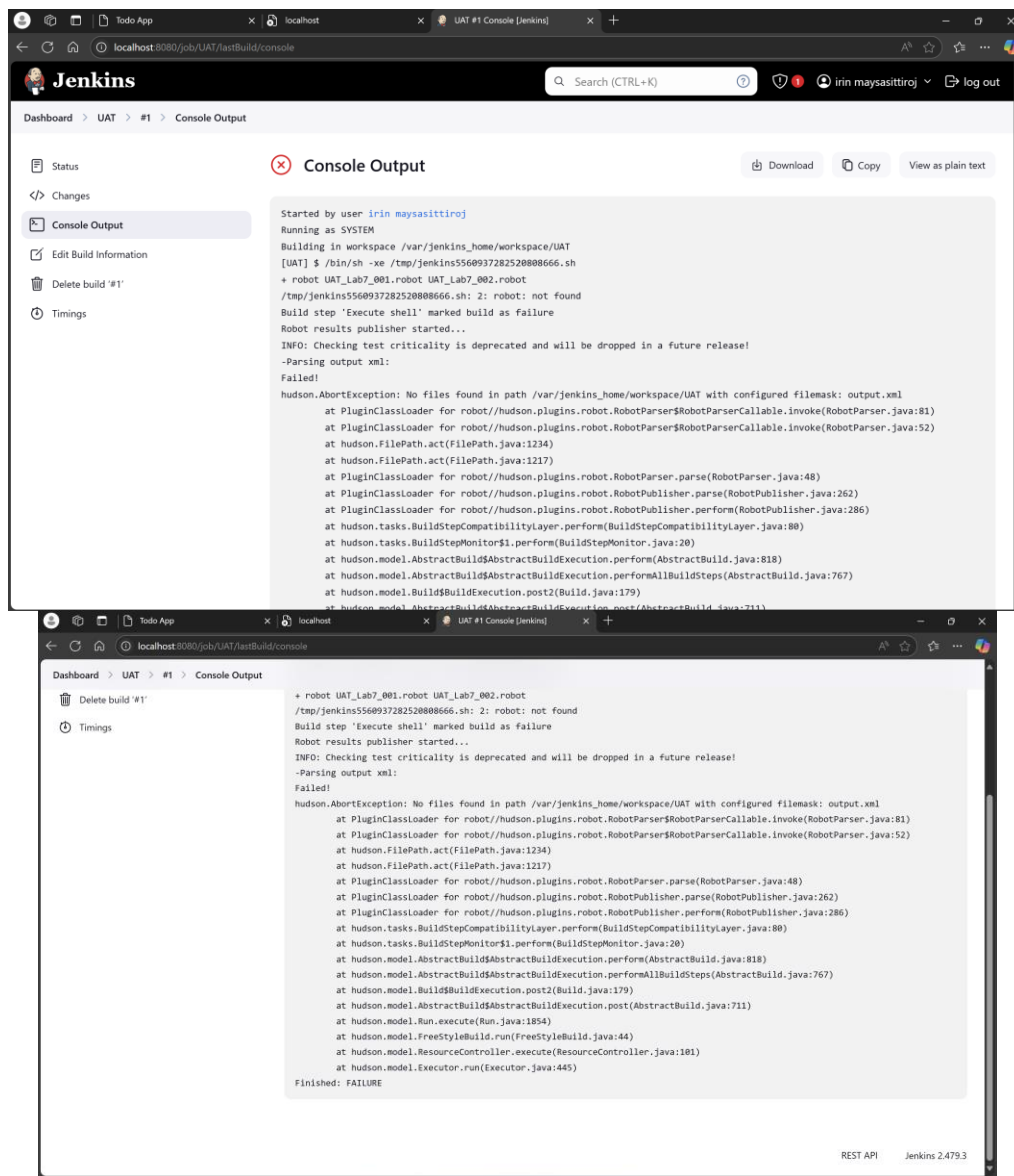 Todo App
localhost
UAT #1 Console [Jenkins]
localhost:8080/job/UAT/lastBuild/console
Jenkins
Search (CTRL+K)
1
irin maysasittiroj
log out
Dashboard > UAT > #1 > Console Output
Status
Changes
Console Output
Edit Build Information
Delete build '#1'
Timings
Console Output
Download
Copy
View as plain text
Started by user irin maysasittiroj
Running as SYSTEM
Building in workspace /var/jenkins_home/workspace/UAT
[UAT] $ /bin/sh -xe /tmp/jenkins5560937282520808666.sh
+ robot UAT_Lab7_001.robot UAT_Lab7_002.robot
/tmp/jenkins5560937282520808666.sh: 2: robot: not found
Build step 'Execute shell' marked build as failure
Robot results publisher started...
INFO: Checking test criticality is deprecated and will be dropped in a future release!
-Parsing output xml:
Failed!
hudson.AbortException: No files found in path /var/jenkins_home/workspace/UAT with configured filemask: output.xml
at PluginClassLoader for robot//hudson.plugins.robot.RobotParser$RobotParserCallable.invoke(RobotParser.java:81)
at PluginClassLoader for robot//hudson.plugins.robot.RobotParser$RobotParserCallable.invoke(RobotParser.java:52)
at hudson.FilePath.act(FilePath.java:1234)
at hudson.FilePath.act(FilePath.java:1217)
at PluginClassLoader for robot//hudson.plugins.robot.RobotParser.parse(RobotParser.java:48)
at PluginClassLoader for robot//hudson.plugins.robot.RobotPublisher.parse(RobotPublisher.java:262)
at PluginClassLoader for robot//hudson.plugins.robot.RobotPublisher.perform(RobotPublisher.java:286)
at hudson.tasks.BuildStepCompatibilityLayer.perform(BuildStepCompatibilityLayer.java:80)
at hudson.tasks.BuildStepMonitor$1.perform(BuildStepMonitor.java:20)
at hudson.model.AbstractBuild$AbstractBuildExecution.perform(AbstractBuild.java:818)
at hudson.model.AbstractBuild$AbstractBuildExecution.performAllBuildSteps(AbstractBuild.java:767)
at hudson.model.Build$BuildExecution.post2(Build.java:179)
at hudson.model.AbstractBuild$AbstractBuildExecution.post(AbstractBuild.java:711)
Todo App
localhost
UAT #1 Console [Jenkins]
localhost:8080/job/UAT/lastBuild/console
Dashboard > UAT > #1 > Console Output
Delete build '#1'
Timings
+ robot UAT_Lab7_001.robot UAT_Lab7_002.robot
/tmp/jenkins5560937282520808666.sh: 2: robot: not found
Build step 'Execute shell' marked build as failure
Robot results publisher started...
INFO: Checking test criticality is deprecated and will be dropped in a future release!
-Parsing output xml:
Failed!
hudson.AbortException: No files found in path /var/jenkins_home/workspace/UAT with configured filemask: output.xml
at PluginClassLoader for robot//hudson.plugins.robot.RobotParser$RobotParserCallable.invoke(RobotParser.java:81)
at PluginClassLoader for robot//hudson.plugins.robot.RobotParser$RobotParserCallable.invoke(RobotParser.java:52)
at hudson.FilePath.act(FilePath.java:1234)
at hudson.FilePath.act(FilePath.java:1217)
at PluginClassLoader for robot//hudson.plugins.robot.RobotParser.parse(RobotParser.java:48)
at PluginClassLoader for robot//hudson.plugins.robot.RobotPublisher.parse(RobotPublisher.java:262)
at PluginClassLoader for robot//hudson.plugins.robot.RobotPublisher.perform(RobotPublisher.java:286)
at hudson.tasks.BuildStepCompatibilityLayer.perform(BuildStepCompatibilityLayer.java:80)
at hudson.tasks.BuildStepMonitor$1.perform(BuildStepMonitor.java:20)
at hudson.model.AbstractBuild$AbstractBuildExecution.perform(AbstractBuild.java:818)
at hudson.model.AbstractBuild$AbstractBuildExecution.performAllBuildSteps(AbstractBuild.java:767)
at hudson.model.Build$BuildExecution.post2(Build.java:179)
at hudson.model.AbstractBuild$AbstractBuildExecution.post(AbstractBuild.java:711)
at hudson.model.Run.execute(Run.java:1854)
at hudson.model.FreeStyleBuild.run(FreeStyleBuild.java:44)
at hudson.model.ResourceController.execute(ResourceController.java:101)
at hudson.model.Executor.run(Executor.java:445)
Finished: FAILURE
REST API
Jenkins 2.479.3